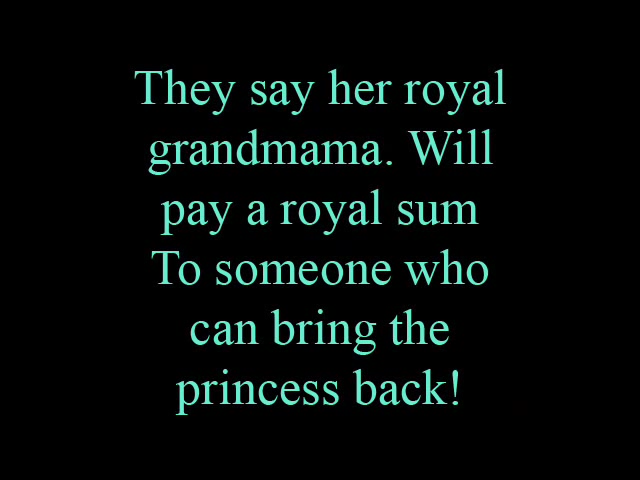 They say her royal
grandmama. Will
pay a royal sum
To someone who
can bring the
princess back!